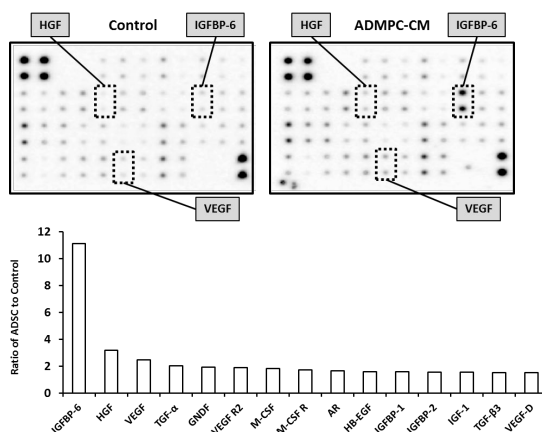 HGF
Control
IGFBP-6
HGF
ADMPC-CM
IGFBP-6
VEGF
VEGF
Ratio of ADSC to Control
12
10
8
6
4
2
0
IGFBP-6
HGF
VEGF
TGF-α
GNDF
VEGF R2
M-CSF
M-CSF R
AR
HB-EGF
IGFBP-1
IGFBP-2
IGF-1
TGF-β3
VEGF-D